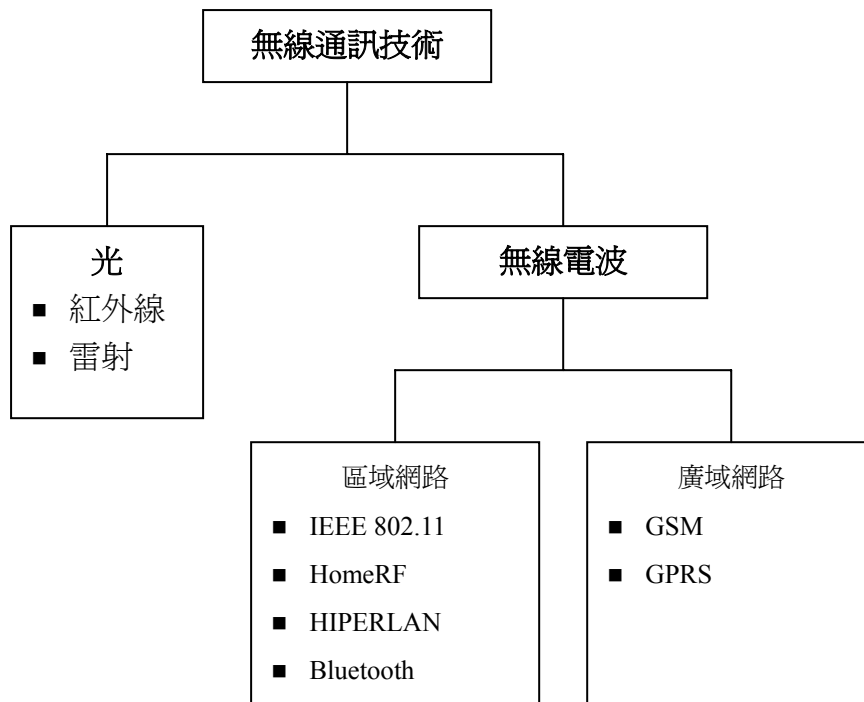 無線通訊技術
光
■ 紅外線
■ 雷射
無線電波
區域網路
■ IEEE 802.11
■ HomeRF
■ HIPERLAN
■ Bluetooth
廣域網路
■ GSM
■ GPRS